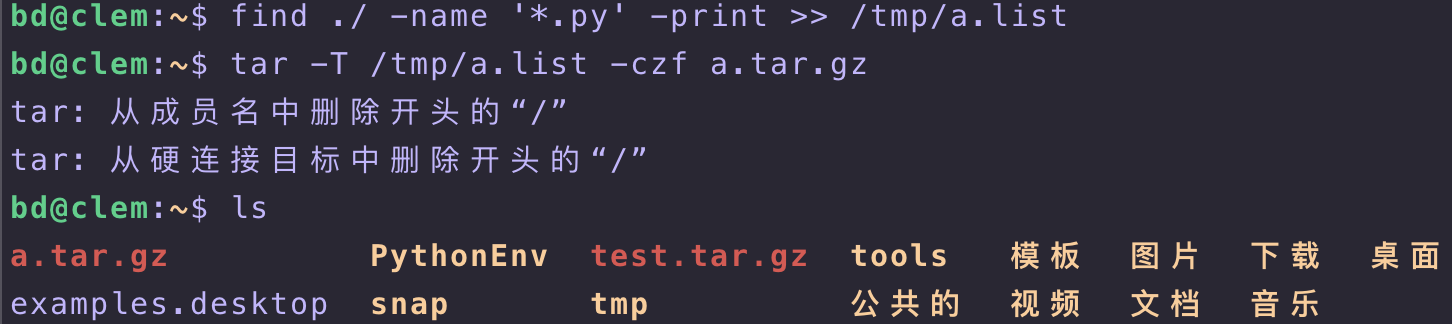 bd@clem:~$ find ./ -name '*.py' -print >> /tmp/a.list
bd@clem:~$ tar -T /tmp/a.list -czf a.tar.gz
tar: 从成员名中删除开头的“/”
tar: 从硬连接目标中删除开头的“/”
bd@clem:~$ ls
a.tar.gz PythonEnv test.tar.gz tools 模板 图片 下载 桌面
examples.desktop snap tmp 公共的 视频 文档 音乐